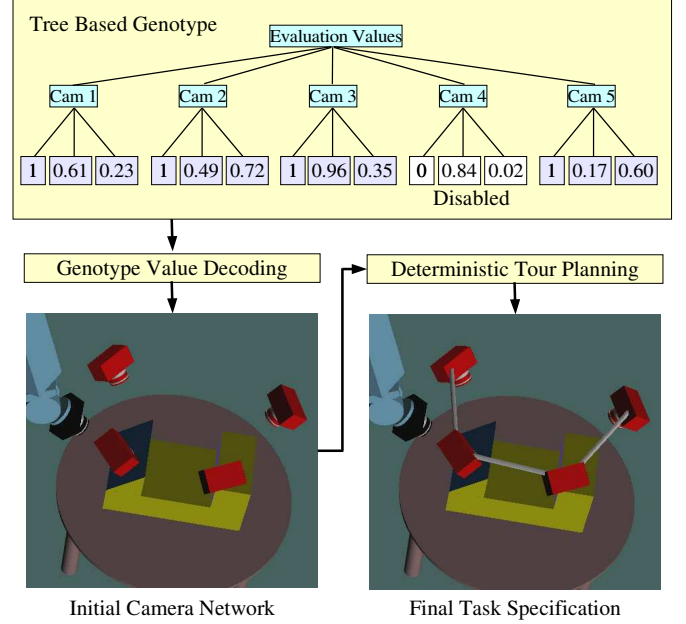 Tree Based Genotype
Evaluation Values
Cam 1 Cam 2 Cam 3 Cam 4 Cam 5
1 0.61 0.23 1 0.49 0.72 1 0.96 0.35 0 0.84 0.02 1 0.17 0.60
Disabled
Genotype Value Decoding
Deterministic Tour Planning
Initial Camera Network
Final Task Specification